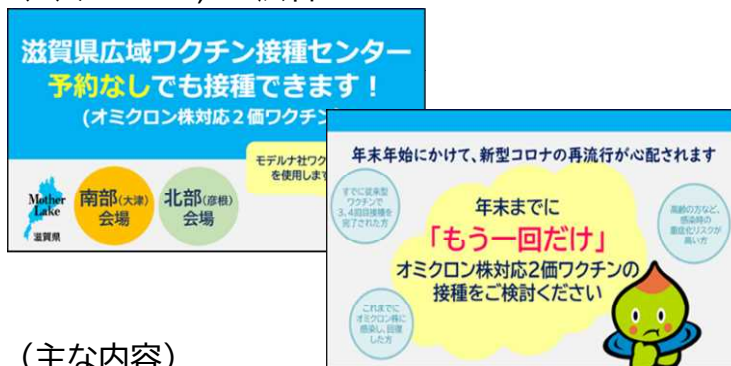 滋賀県広域ワクチン接種センター
予約なしでも接種できます！
(オミクロン株対応２価ワクチン
モデルナ社ワク
を使用します
Mother
Lake
滋賀県
南部(大津)
会場
北部(彦根)
会場
年末年始にかけて、新型コロナの再流行が心配されます
すでに従来型
ワクチンで
3、4回目接種を
完了された方
年末までに
「もう一回だけ」
オミクロン株対応2価ワクチンの
接種をご検討ください
高齢の方など、
感染時の
重症化リスクが
高い方
これまでに
オミクロン株に
感染し、回復
した方
（主な内容）